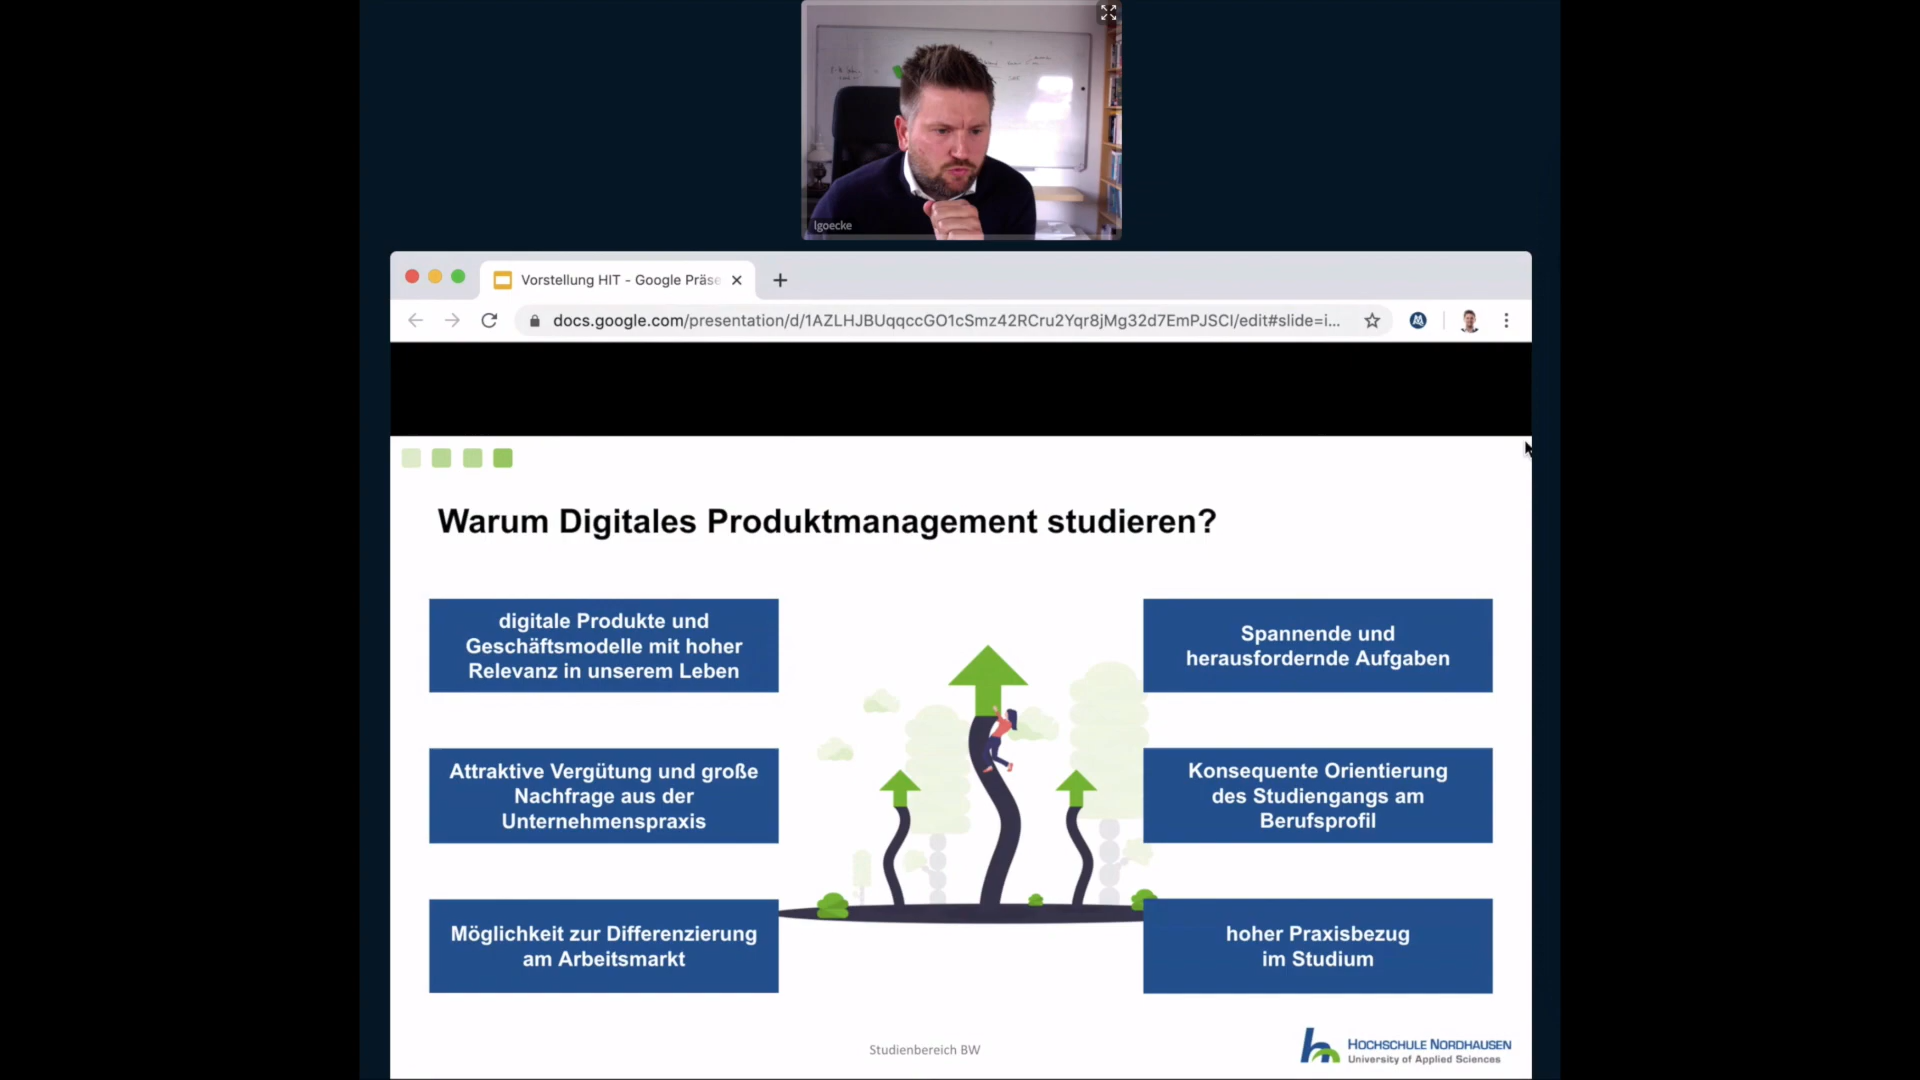 lgoecke
Vorstellung HIT - Google Präse
docs.google.com/presentation/d/1AZLHJBUqqccGO1cSmz42RCru2Yqr8jMg32d7EmPJSCI/edit#slide=i...
Warum Digitales Produktmanagement studieren?
digitale Produkte und
Geschäftsmodelle mit hoher
Relevanz in unserem Leben
Spannende und
herausfordernde Aufgaben
Attraktive Vergütung und große
Nachfrage aus der
Unternehmenspraxis
Konsequente Orientierung
des Studiengangs am
Berufsprofil
Möglichkeit zur Differenzierung
am Arbeitsmarkt
hoher Praxisbezug
im Studium
Studienbereich BW
HOCHSCHULE NORDHAUSEN
University of Applied Sciences